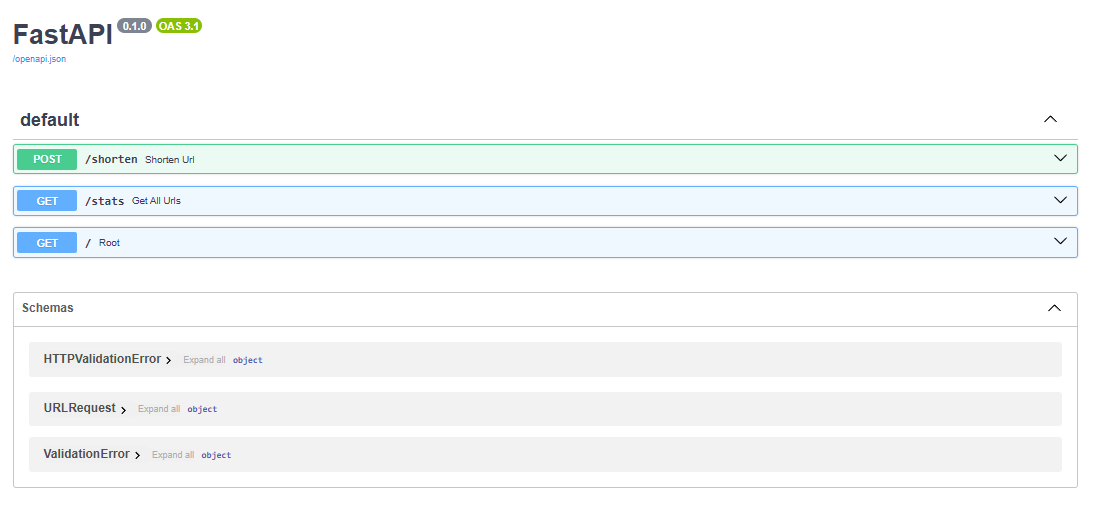 FastAPI 0.1.0 OAS 3.1
/openapi.json
default
POST /shorten Shorten Url
GET /stats Get All Urls
GET / Root
Schemas
HTTPValidationError Expand all object
URLRequest Expand all object
ValidationError Expand all object